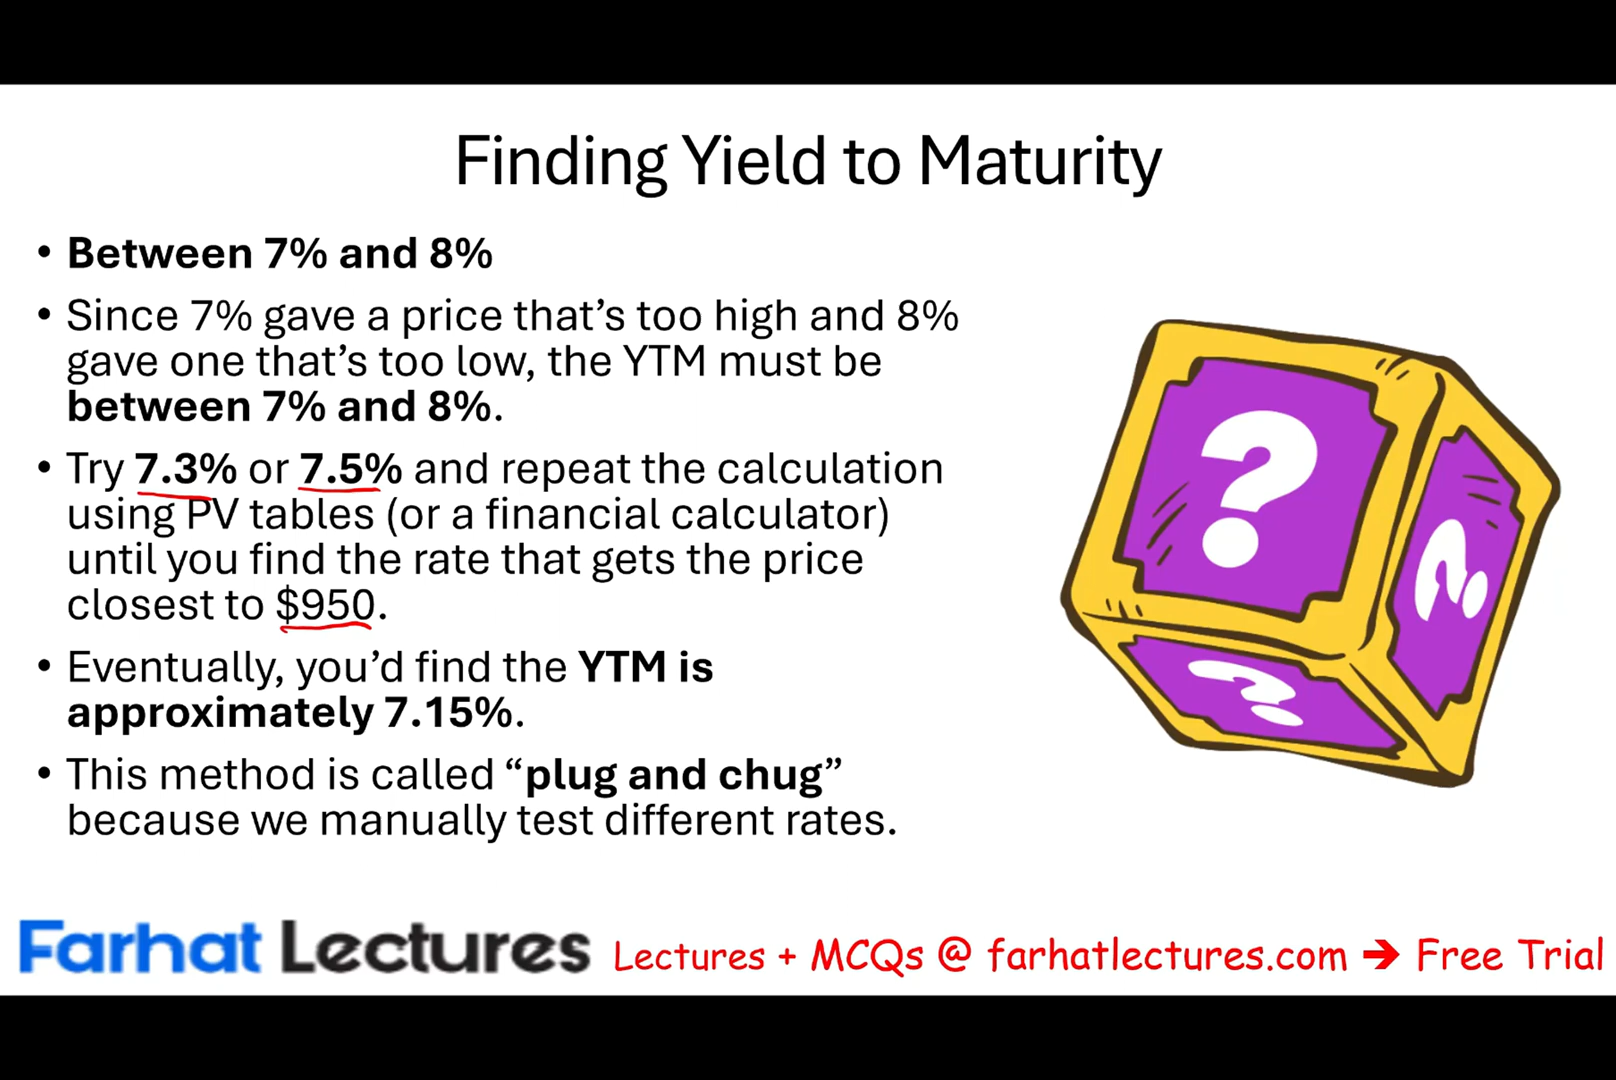 Finding Yield to Maturity
• Between 7% and 8%
• Since 7% gave a price that’s too high and 8%
gave one that’s too low, the YTM must be
between 7% and 8%.
• Try 7.3% or 7.5% and repeat the calculation
using PV tables (or a financial calculator)
until you find the rate that gets the price
closest to $950.
• Eventually, you’d find the YTM is
approximately 7.15%.
• This method is called “plug and chug”
because we manually test different rates.
?
?
?
Farhat Lectures Lectures + MCQs @ farhatlectures.com ➔ Free Trial